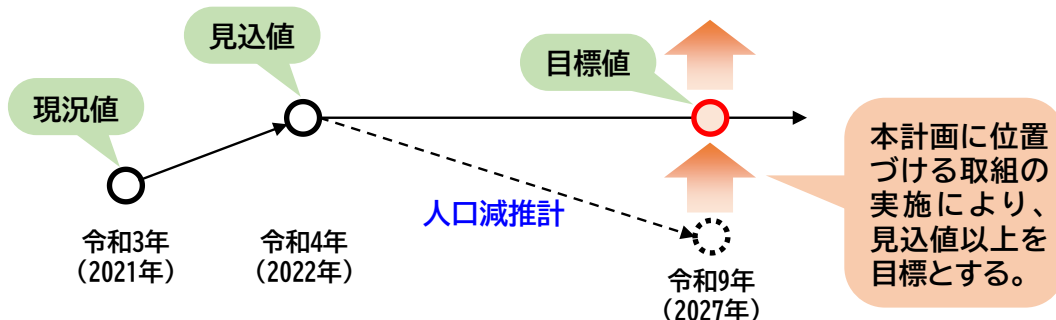 見込値
目標値
現況値
本計画に位置
づける取組の
実施により、
見込値以上を
目標とする。
人口減推計
令和3年
（2021年）
令和4年
（2022年）
令和9年
（2027年）